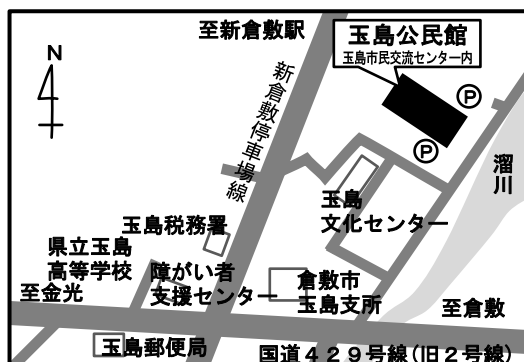 至新倉敷駅
玉島公民館
玉島市民交流センター内
N
新倉敷停車場線
P
P
溜川
玉島
文化センター
玉島税務署
県立玉島
高等学校
障がい者
支援センター
倉敷市
玉島支所
至金光
至倉敷
玉島郵便局
国道429号線(旧2号線)